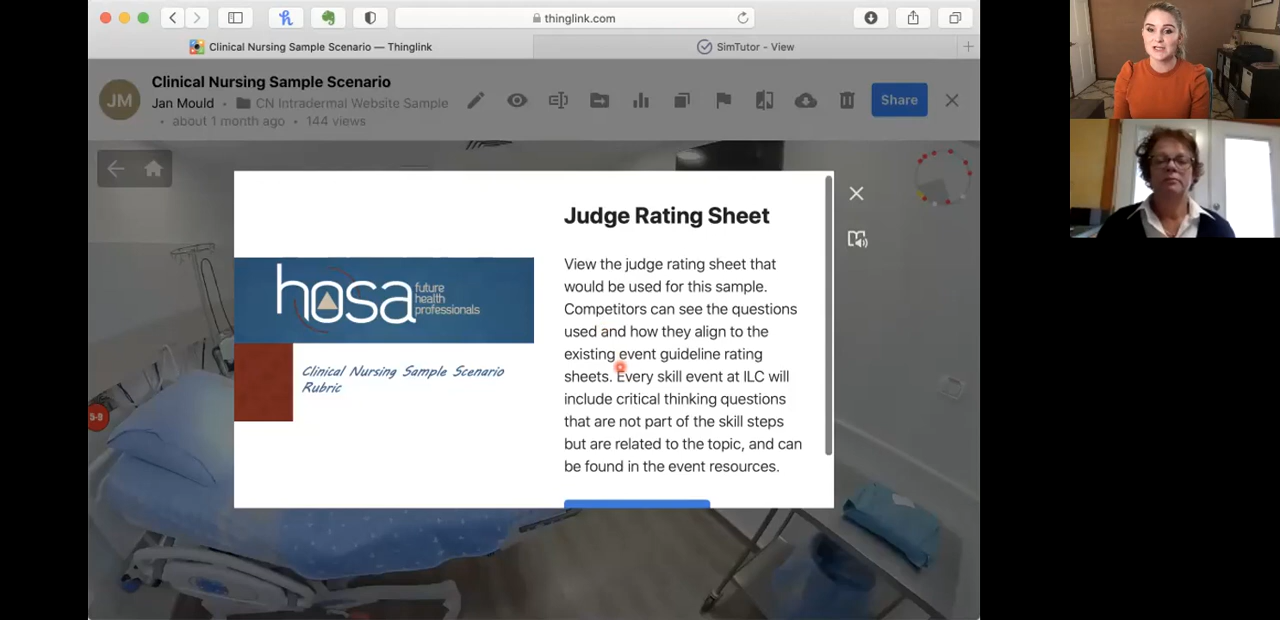 thinglink.com
Clinical Nursing Sample Scenario — Thinglink
SimTutor - View
JM
Clinical Nursing Sample Scenario
Jan Mould • CN Intradermal Website Sample
• about 1 month ago • 144 views
Share
Judge Rating Sheet
View the judge rating sheet that
would be used for this sample.
Competitors can see the questions
used and how they align to the
existing event guideline rating
sheets. Every skill event at ILC will
include critical thinking questions
that are not part of the skill steps
but are related to the topic, and can
be found in the event resources.
hosa
future
health
professionals
Clinical Nursing Sample Scenario
Rubric
5-9